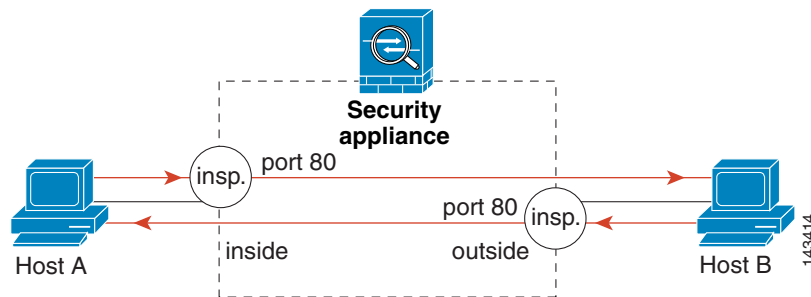 Security
appliance
insp.
port 80
port 80
insp.
inside
outside
Host A
Host B
143414